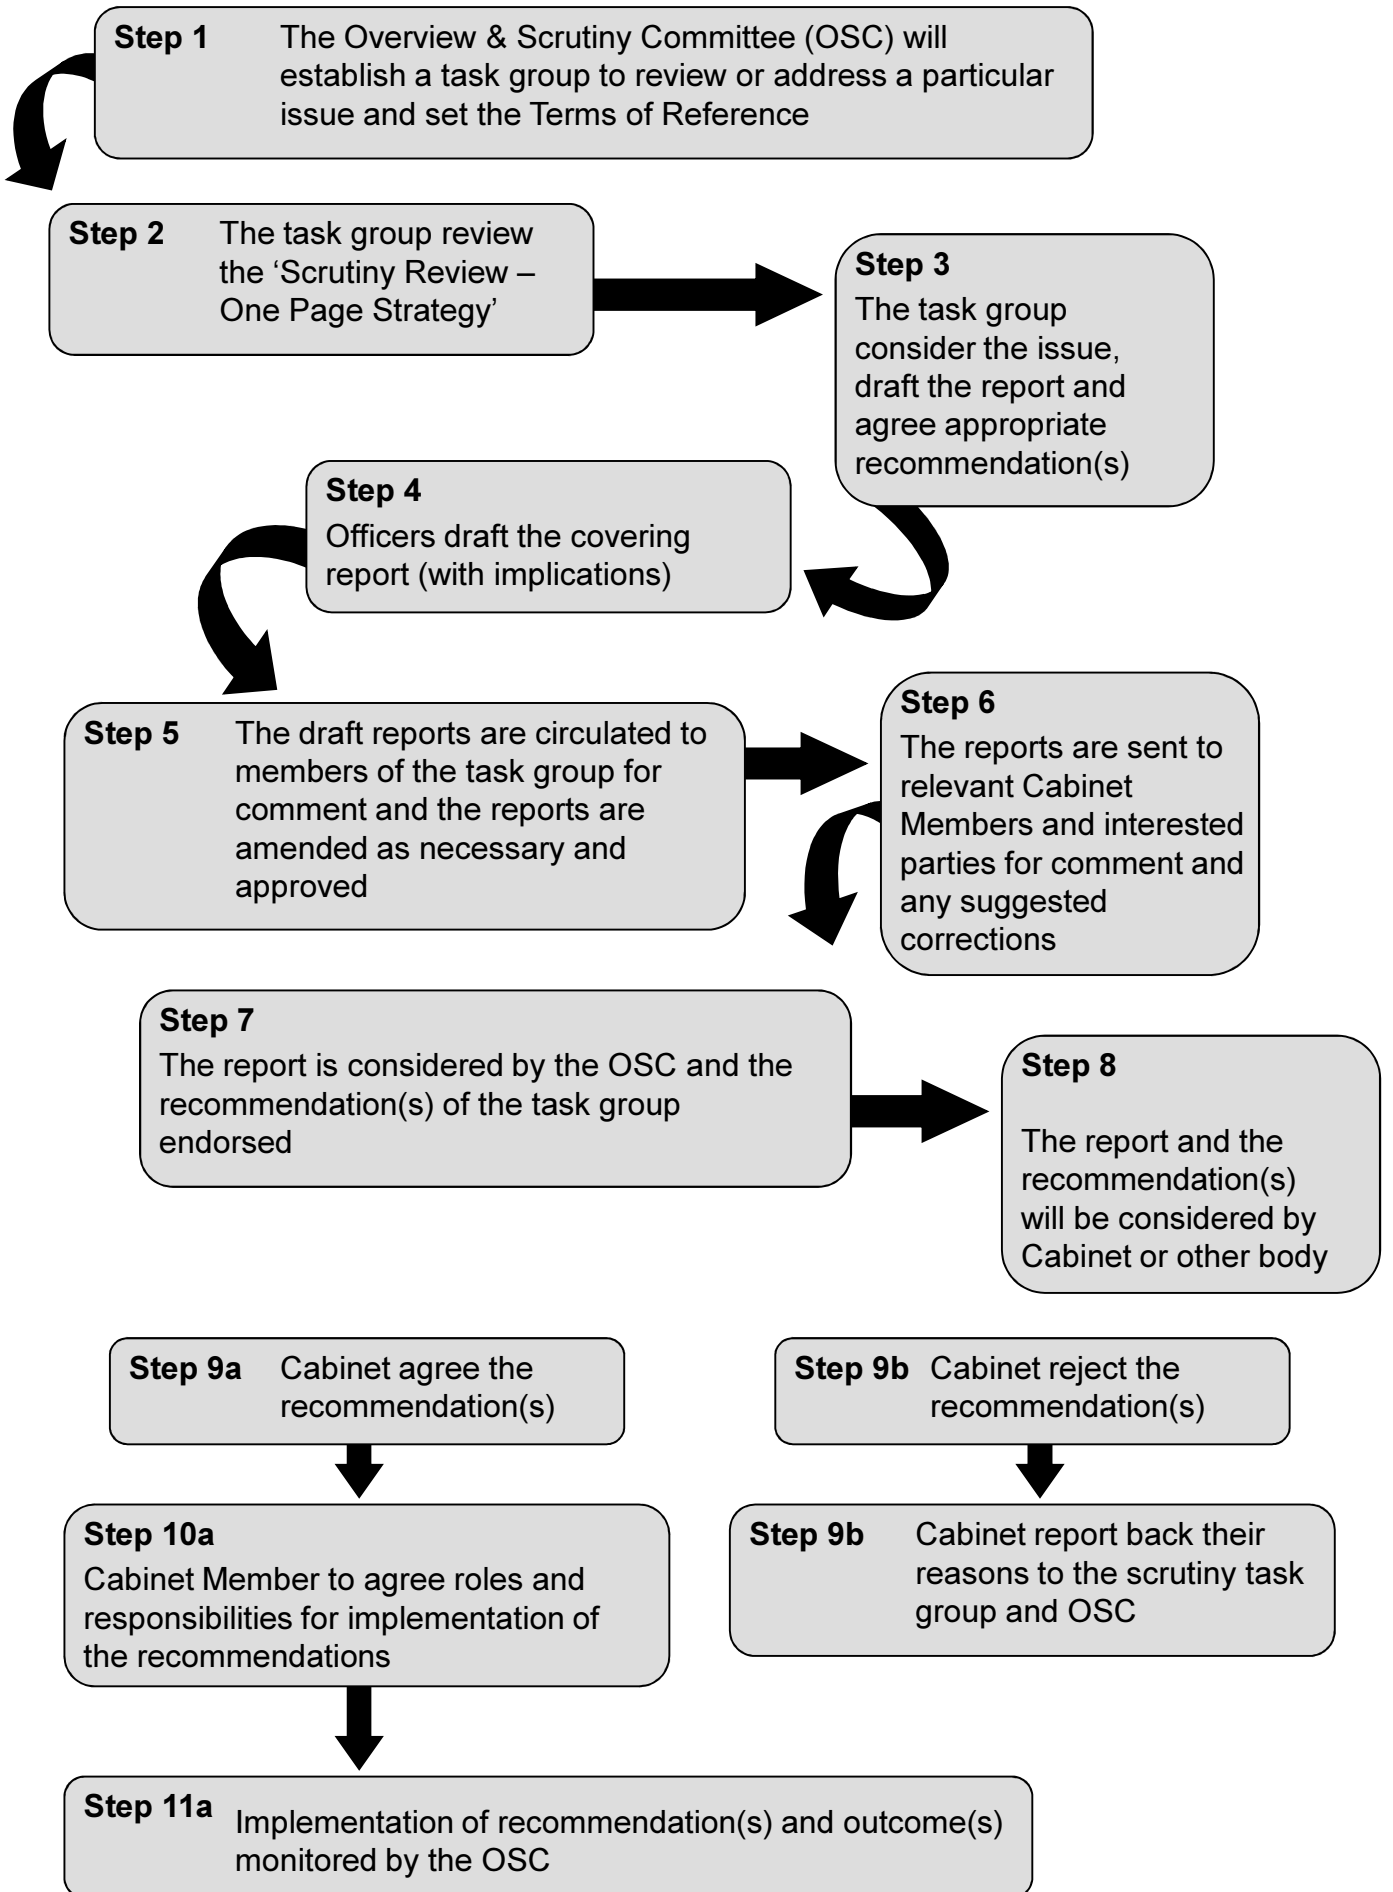 Step 1 The Overview & Scrutiny Committee (OSC) will
establish a task group to review or address a particular
issue and set the Terms of Reference
Step 2 The task group review
the ‘Scrutiny Review –
One Page Strategy’
Step 3
The task group
consider the issue,
draft the report and
agree appropriate
recommendation(s)
Step 4
Officers draft the covering
report (with implications)
Step 5 The draft reports are circulated to
members of the task group for
comment and the reports are
amended as necessary and
approved
Step 6
The reports are sent to
relevant Cabinet
Members and interested
parties for comment and
any suggested
corrections
Step 7
The report is considered by the OSC and the
recommendation(s) of the task group
endorsed
Step 8
The report and the
recommendation(s)
will be considered by
Cabinet or other body
Step 9a Cabinet agree the
recommendation(s)
Step 9b Cabinet reject the
recommendation(s)
Step 10a
Cabinet Member to agree roles and
responsibilities for implementation of
the recommendations
Step 9b Cabinet report back their
reasons to the scrutiny task
group and OSC
Step 11a Implementation of recommendation(s) and outcome(s)
monitored by the OSC